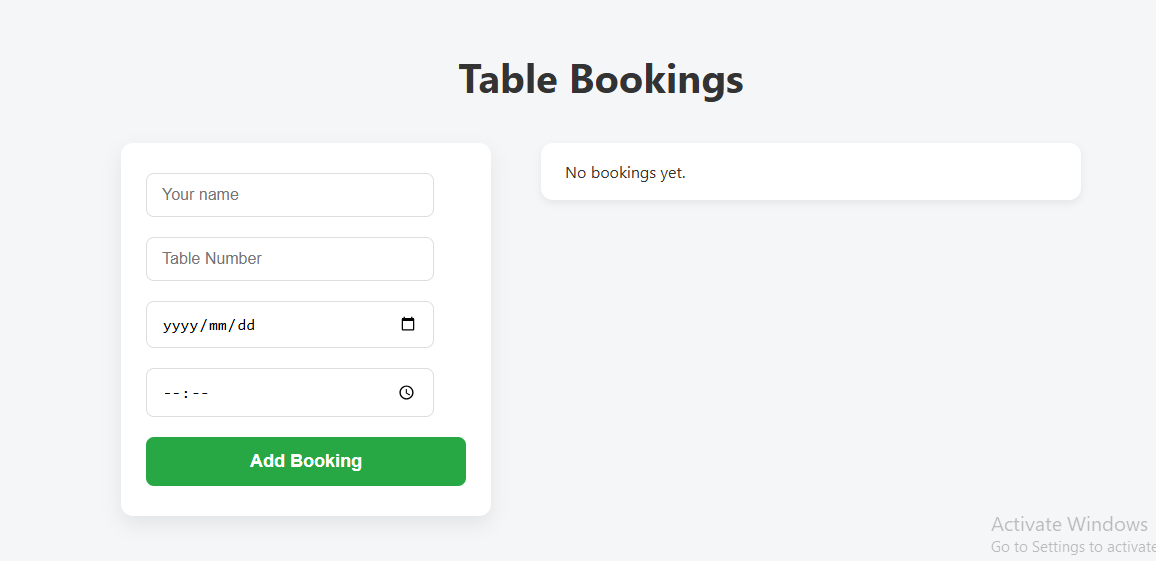 Table Bookings
Your name
Table Number
yyyy/mm/dd
--:--
Add Booking
No bookings yet.
Activate Windows
Go to Settings to activate